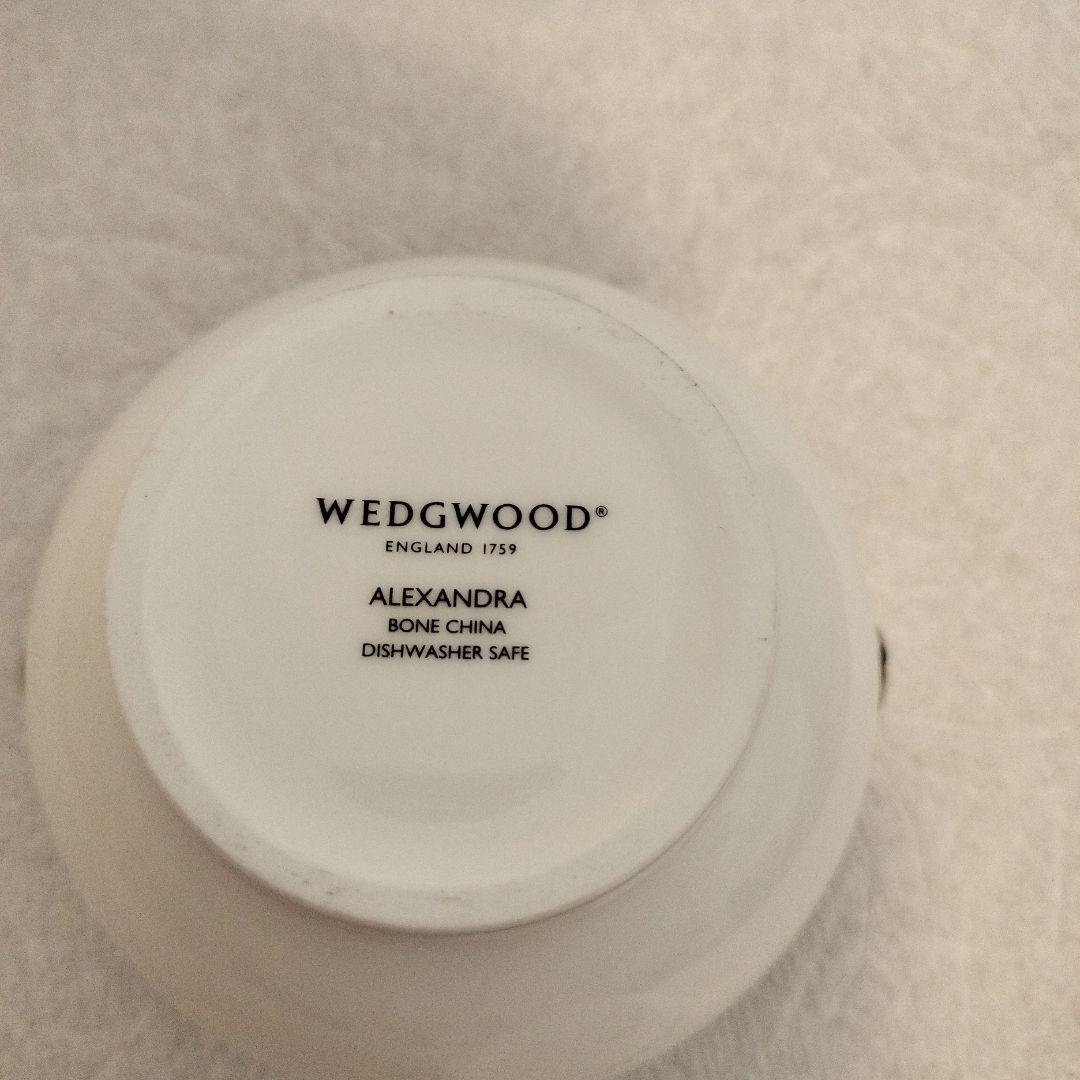 WEDGWOOD®
ENGLAND 1759
ALEXANDRA
BONE CHINA
DISHWASHER SAFE